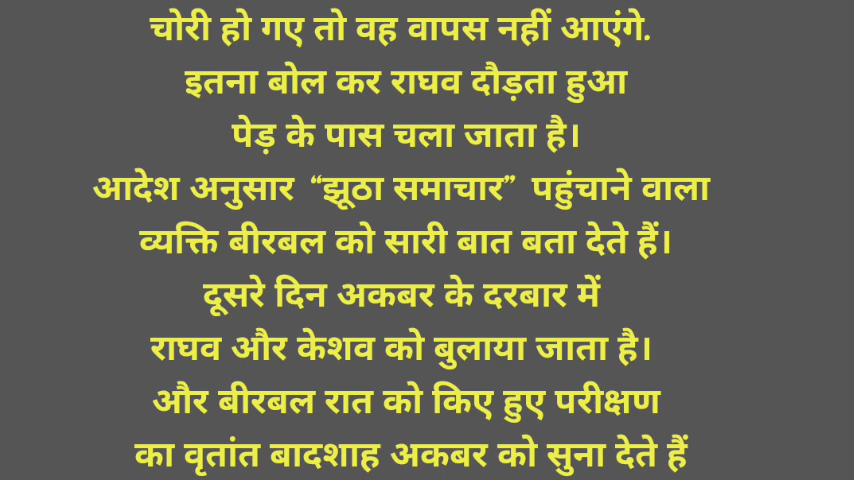 चोरी हो गए तो वह वापस नहीं आएंगे.
इतना बोल कर राघव दौड़ता हुआ
पेड़ के पास चला जाता है।
आदेश अनुसार “झूठा समाचार” पहुंचाने वाला
व्यक्ति बीरबल को सारी बात बता देते हैं।
दूसरे दिन अकबर के दरबार में
राघव और केशव को बुलाया जाता है।
और बीरबल रात को किए हुए परीक्षण
का वृतांत बादशाह अकबर को सुना देते हैं